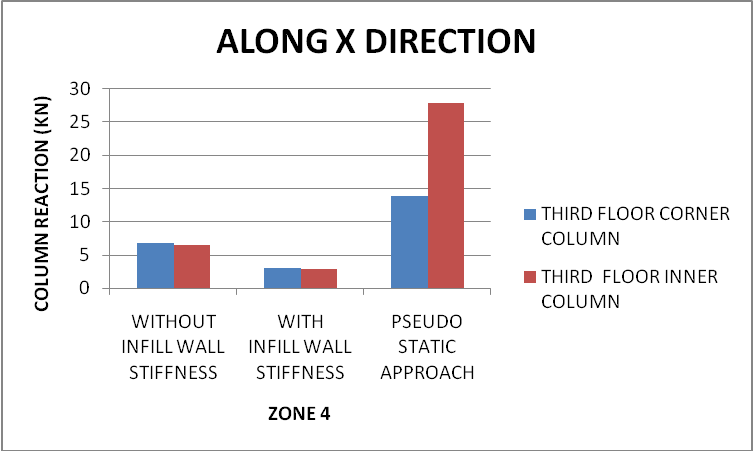 ALONG X DIRECTION
COLUMN REACTION (KN)
30
25
20
15
10
5
0
WITHOUT
INFILL WALL
STIFFNESS
WITH
INFILL WALL
STIFFNESS
PSEUDO
STATIC
APPROACH
ZONE 4
THIRD FLOOR CORNER
COLUMN
THIRD FLOOR INNER
COLUMN